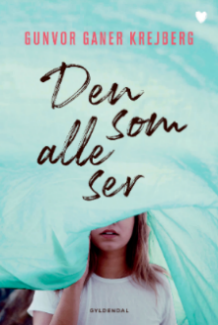 GUNVOR GANER KREJBERG
Den
som
alle
ser
GYLDENDAL